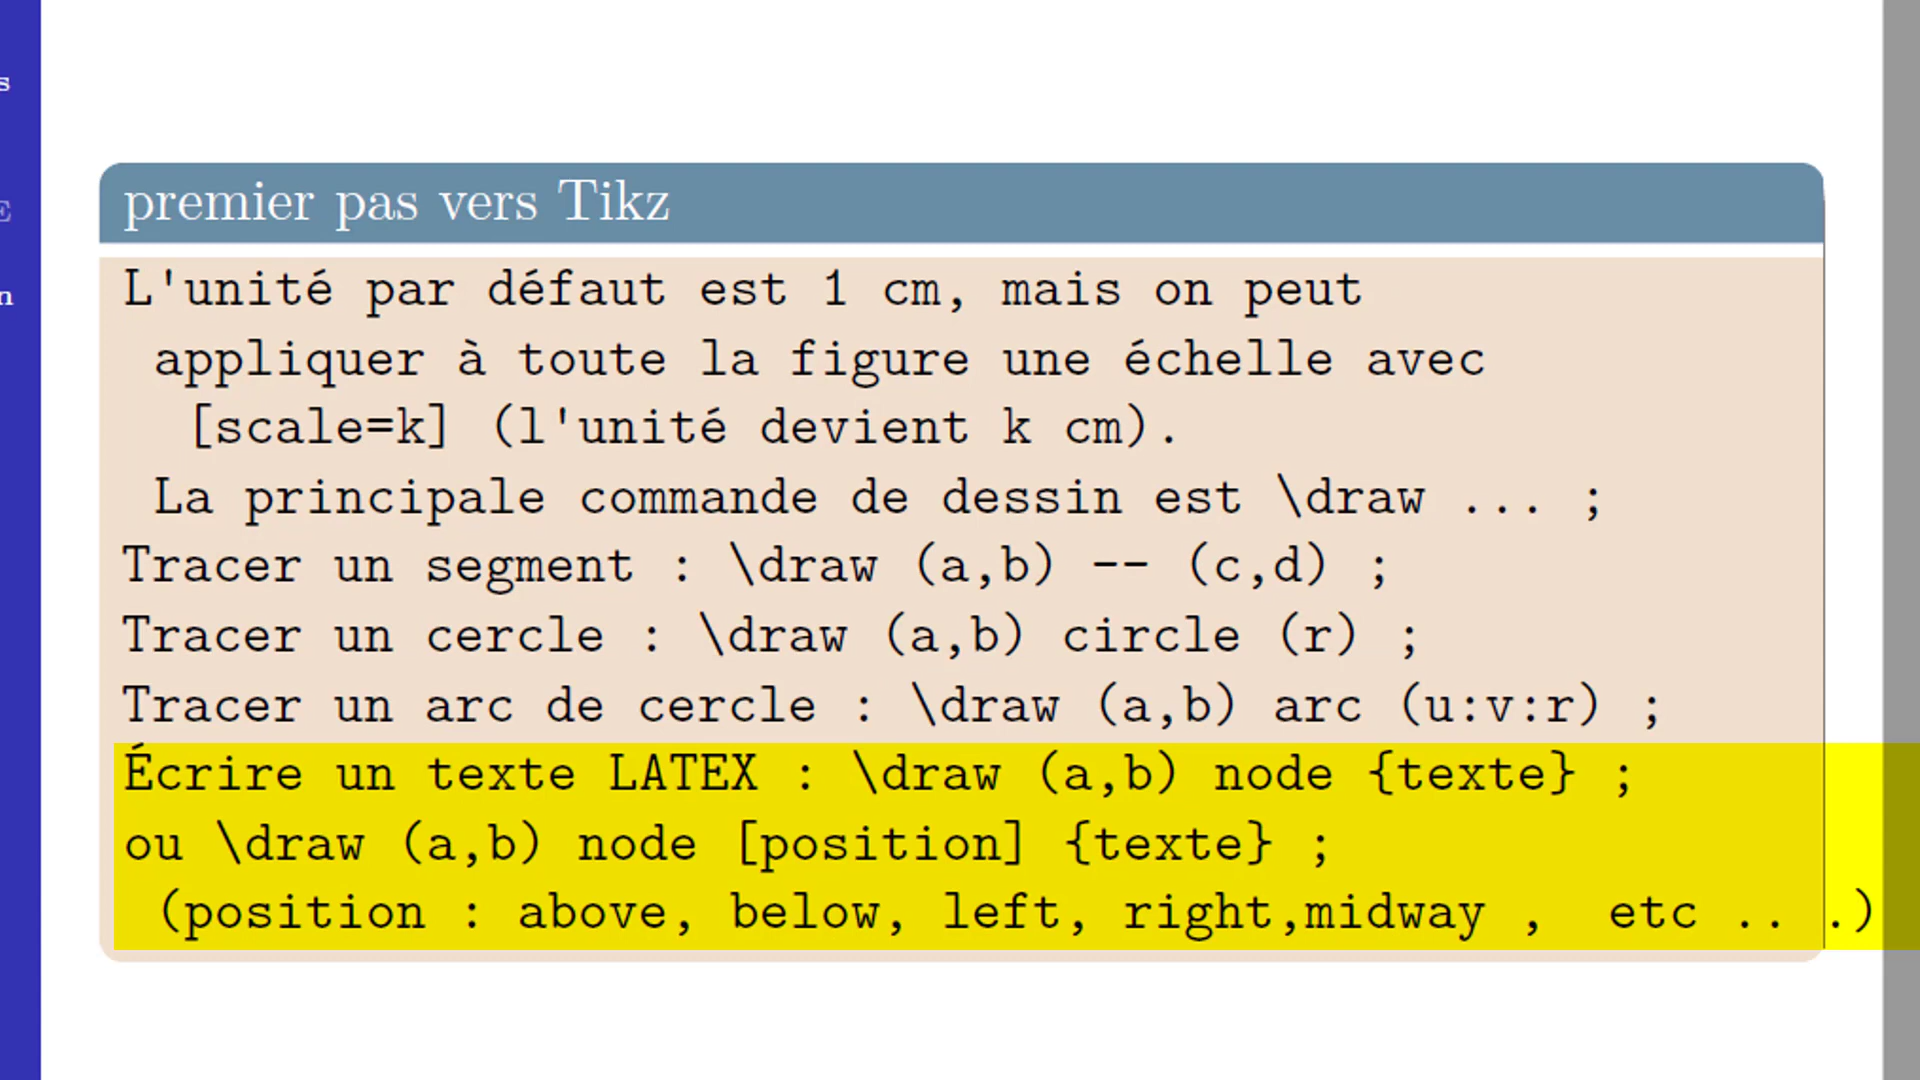 s
E
n
premier pas vers Tikz
L'unité par défaut est 1 cm, mais on peut
appliquer à toute la figure une échelle avec
[scale=k] (l'unité devient k cm).
La principale commande de dessin est \draw ... ;
Tracer un segment : \draw (a,b) -- (c,d) ;
Tracer un cercle : \draw (a,b) circle (r) ;
Tracer un arc de cercle : \draw (a,b) arc (u:v:r) ;
Écrire un texte LATEX : \draw (a,b) node {texte} ;
ou \draw (a,b) node [position] {texte} ;
(position : above, below, left, right,midway , etc .. .)